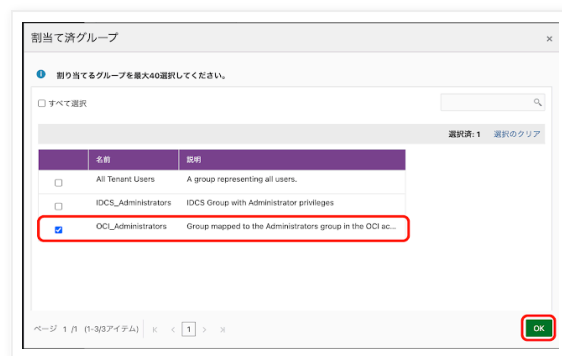 割当て済グループ
×
割り当てるグループを最大40選択してください。
すべて選択
選択済: 1 選択のクリア
名前 説明
All Tenant Users A group representing all users.
IDCS_Administrators IDCS Group with Administrator privileges
OCI_Administrators Group mapped to the Administrators group in the OCI ac...
ページ 1 /1 (1-3/3アイテム) K < 1 > X
OK